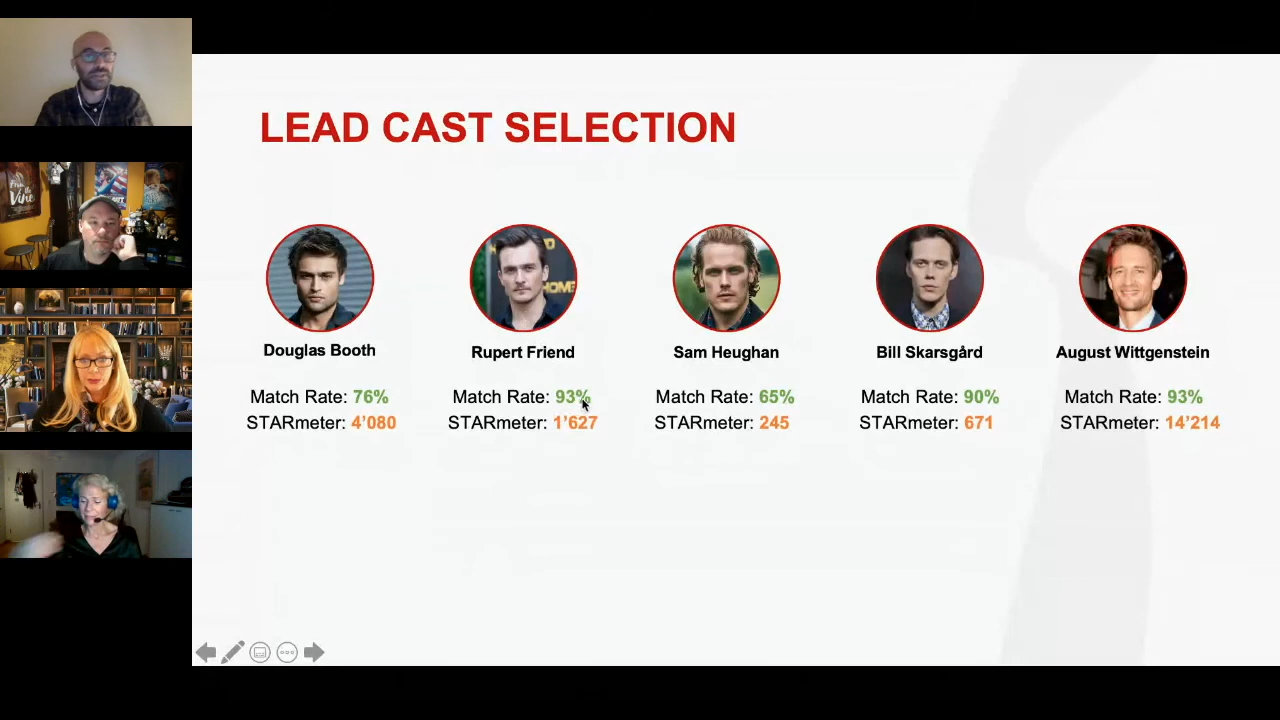 LEAD CAST SELECTION
Douglas Booth
Match Rate: 76%
STARmeter: 4’080
Rupert Friend
Match Rate: 93%
STARmeter: 1’627
Sam Heughan
Match Rate: 65%
STARmeter: 245
Bill Skarsgård
Match Rate: 90%
STARmeter: 671
August Wittgenstein
Match Rate: 93%
STARmeter: 14’214